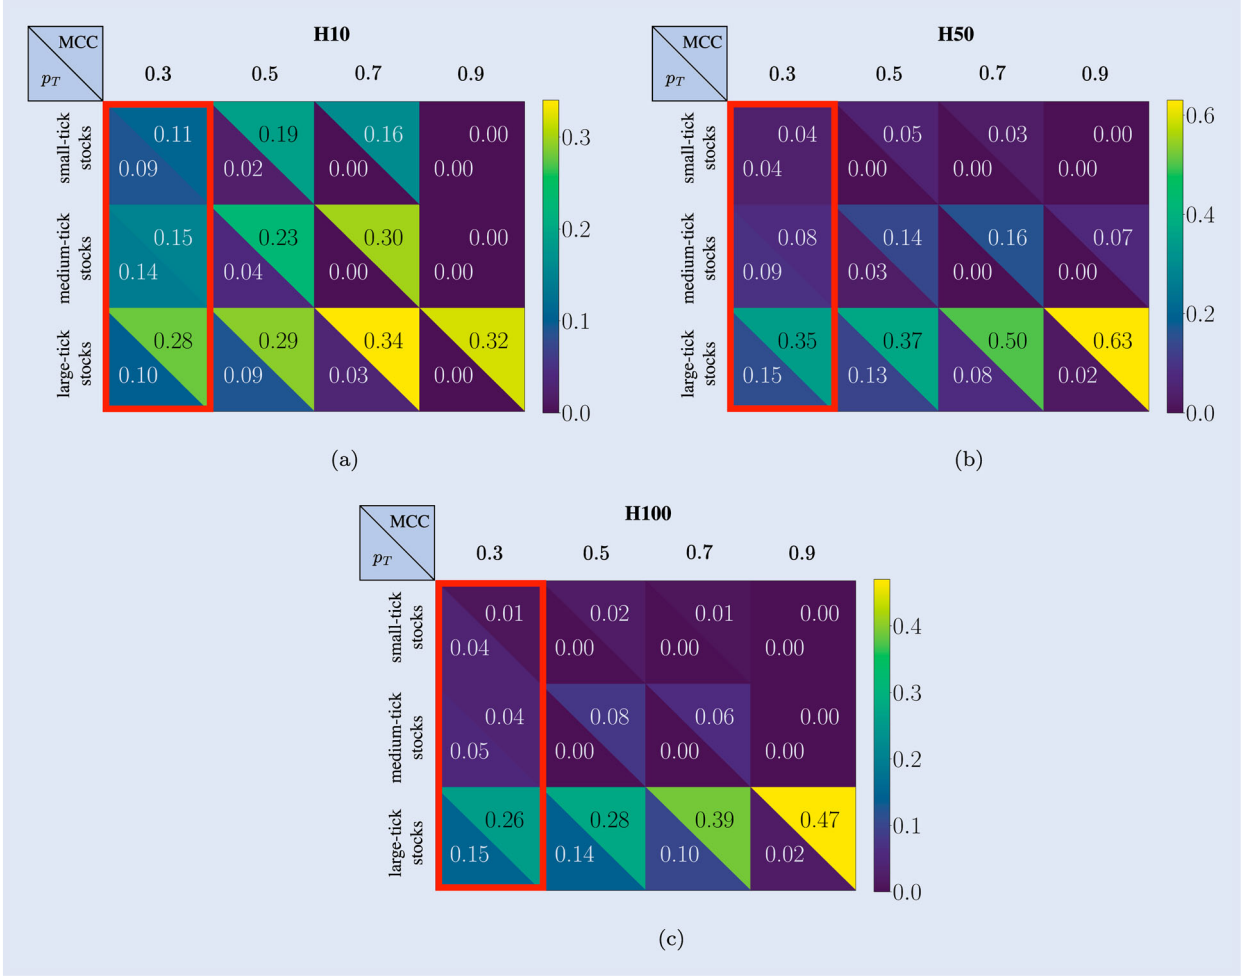 H10
MCC
p_T
0.3 0.5 0.7 0.9
small-tick
stocks
0.11 0.19 0.16 0.00
0.09 0.02 0.00 0.00
medium-tick
stocks
0.15 0.23 0.30 0.00
0.14 0.04 0.00 0.00
large-tick
stocks
0.28 0.29 0.34 0.32
0.10 0.09 0.03 0.00
0.3
0.2
0.1
0.0
(a)
H50
MCC
p_T
0.3 0.5 0.7 0.9
small-tick
stocks
0.04 0.05 0.03 0.00
0.04 0.00 0.00 0.00
medium-tick
stocks
0.08 0.14 0.16 0.07
0.09 0.03 0.00 0.00
large-tick
stocks
0.35 0.37 0.50 0.63
0.15 0.13 0.08 0.02
0.6
0.4
0.2
0.0
(b)
H100
MCC
p_T
0.3 0.5 0.7 0.9
small-tick
stocks
0.01 0.02 0.01 0.00
0.04 0.00 0.00 0.00
medium-tick
stocks
0.04 0.08 0.06 0.00
0.05 0.00 0.00 0.00
large-tick
stocks
0.26 0.28 0.39 0.47
0.15 0.14 0.10 0.02
0.4
0.3
0.2
0.1
0.0
(c)